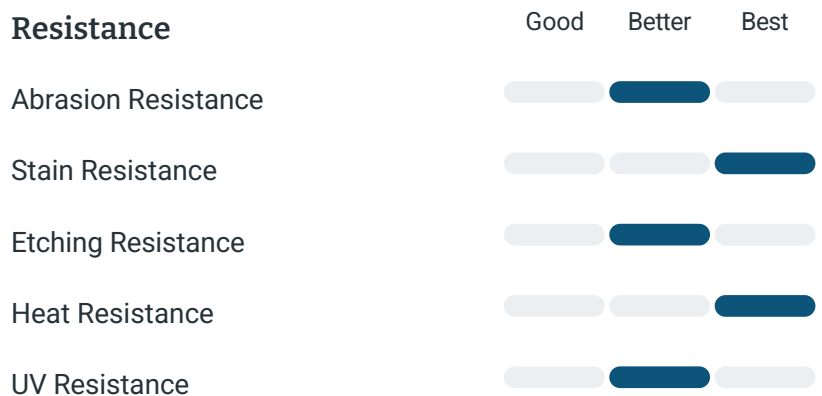 Resistance Good Better Best
Abrasion Resistance
Stain Resistance
Etching Resistance
Heat Resistance
UV Resistance